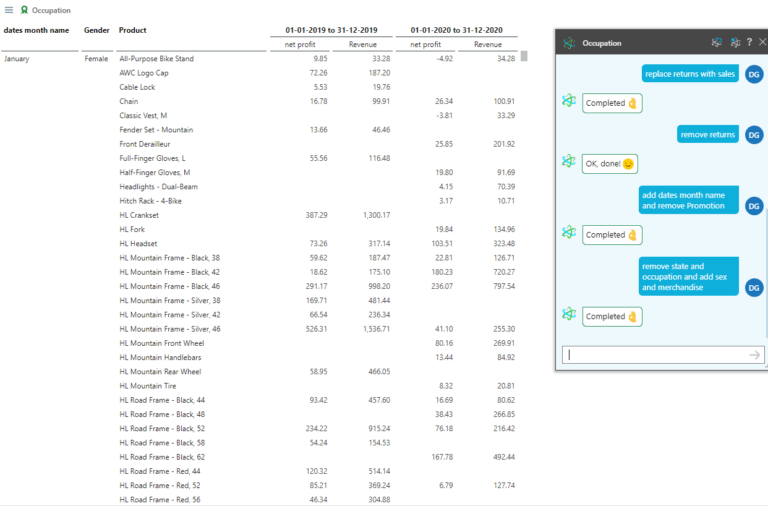 Occupation
dates month name Gender Product 01-01-2019 to 31-12-2019 01-01-2020 to 31-12-2020
net profit Revenue net profit Revenue
January Female All-Purpose Bike Stand 9.85 33.28 -4.92 34.28
AWC Logo Cap 72.26 187.20
Cable Lock 5.53 19.76
Chain 16.78 99.91 26.34 100.91
Classic Vest, M -3.81 33.29
Fender Set - Mountain 13.66 46.46
Front Derailleur 25.85 201.92
Full-Finger Gloves, L 55.56 116.48
Half-Finger Gloves, M 19.80 91.69
Headlights - Dual-Beam 4.15 70.39
Hitch Rack - 4-Bike 3.17 10.71
HL Crankset 387.29 1,300.17
HL Fork 19.84 134.96
HL Headset 73.26 317.14 103.51 323.48
HL Mountain Frame - Black, 38 59.62 187.47 22.81 126.71
HL Mountain Frame - Black, 42 18.62 175.10 180.23 720.27
HL Mountain Frame - Black, 46 291.17 998.20 236.07 797.54
HL Mountain Frame - Silver, 38 169.71 481.44
HL Mountain Frame - Silver, 42 66.54 236.34
HL Mountain Frame - Silver, 46 526.31 1,536.71 41.10 255.30
HL Mountain Front Wheel 80.16 269.91
HL Mountain Handlebars 13.44 84.92
HL Mountain Rear Wheel 58.95 466.05
HL Mountain Tire 8.32 20.81
HL Road Frame - Black, 44 93.42 457.60 16.69 80.62
HL Road Frame - Black, 48 38.43 266.85
HL Road Frame - Black, 52 234.22 915.24 76.18 216.42
HL Road Frame - Black, 58 54.24 154.53
HL Road Frame - Black, 62 167.78 492.44
HL Road Frame - Red, 44 120.32 514.14
HL Road Frame - Red, 52 85.21 369.24 6.79 127.74
HL Road Frame - Red, 56 46.34 304.88
Occupation ?
replace returns with sales DG
Completed
remove returns DG
OK, done!
add dates month name
and remove Promotion DG
Completed
remove state and
occupation and add sex
and merchandise DG
Completed